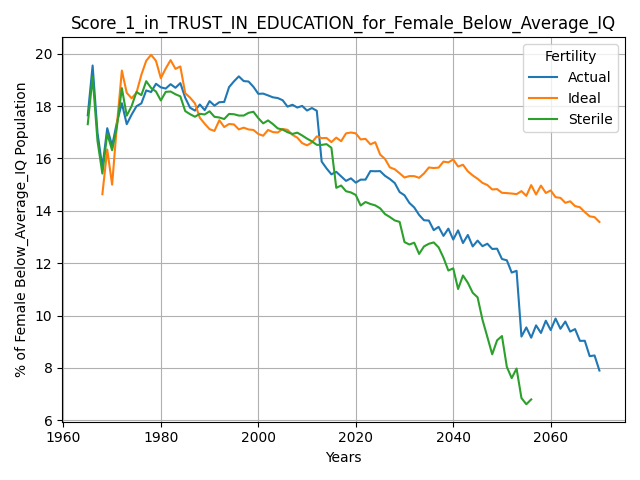 Score_1_in_TRUST_IN_EDUCATION_for_Female_Below_Average_IQ
% of Female Below_Average_IQ Population
20
18
16
14
12
10
8
6
1960
1980
2000
2020
2040
2060
Years
Fertility
Actual
Ideal
Sterile